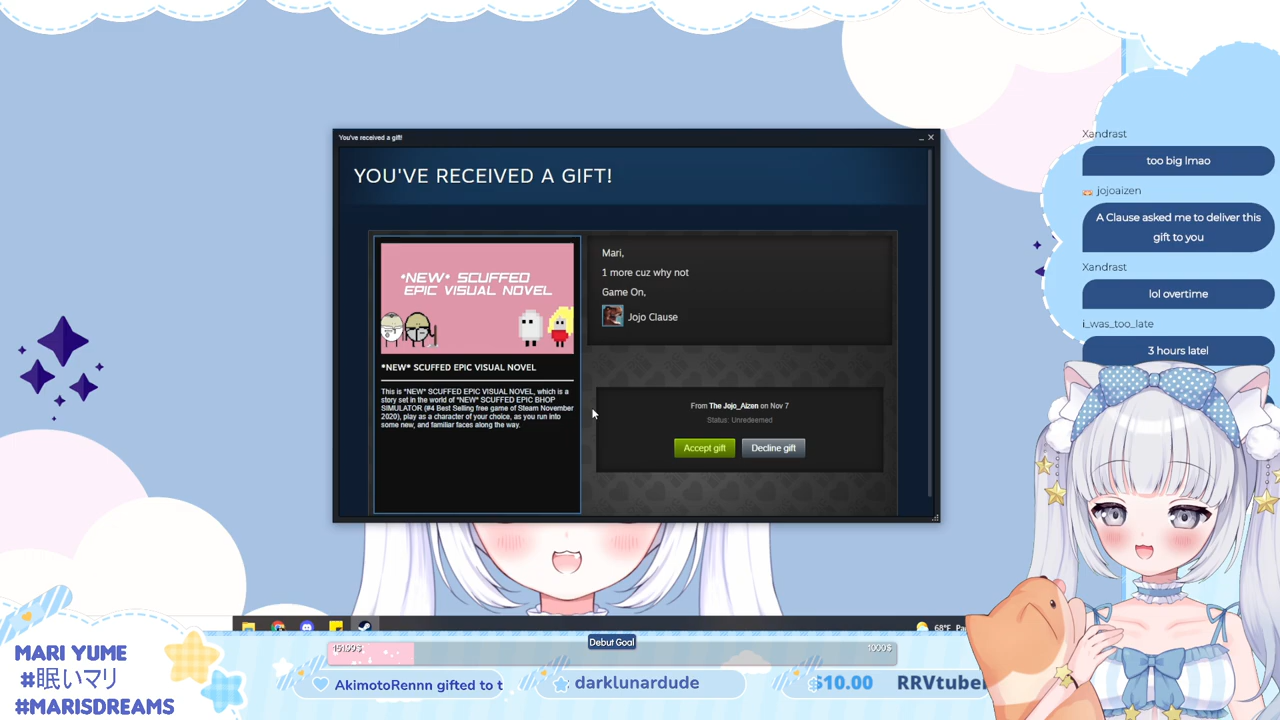 You've received a gift!
YOU'VE RECEIVED A GIFT!
*NEW* SCUFFED
EPIC VISUAL NOVEL
*NEW* SCUFFED EPIC VISUAL NOVEL
This is *NEW* SCUFFED EPIC VISUAL NOVEL, which is a
story set in the world of *NEW* SCUFFED EPIC BHOP
SIMULATOR (#4 Best Selling free game of Steam November
2020), play as a character of your choice, as you run into
some new, and familiar faces along the way.
Mari,
1 more cuz why not
Game On,
Jojo Clause
From The Jojo_Aizen on Nov 7
Status: Unredeemed
Accept gift
Decline gift
Xandrast
too big lmao
jojoaizen
A Clause asked me to deliver this
gift to you
Xandrast
lol overtime
i_was_too_late
3 hours late!
68°F
Debut Goal
1000$
MARI YUME
#眠いマリ
#MARISDREAMS
AkimotoRennn gifted to t
darklunardude
$10.00
RRVtuber